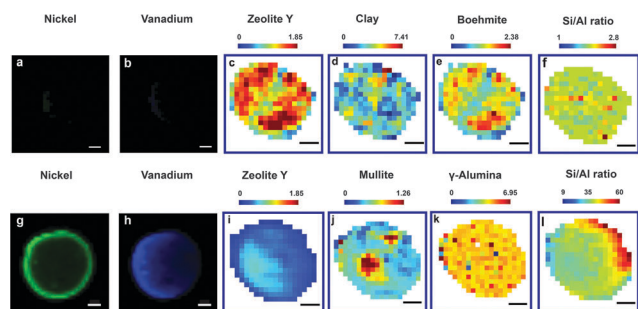 Nickel Vanadium Zeolite Y Clay Boehmite Si/Al ratio
0 1.85 0 7.41 0 2.38 1 2.8
a b c d e f
Nickel Vanadium Zeolite Y Mullite γ-Alumina Si/Al ratio
0 1.85 0 1.26 0 6.95 9 35 60
g h i j k l